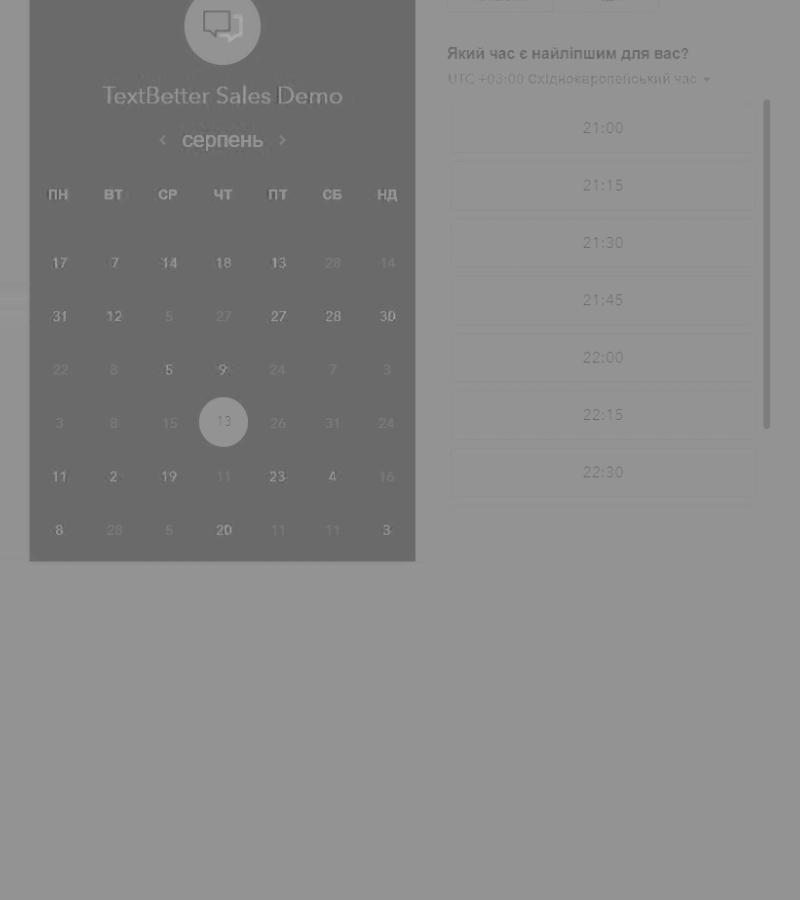 TextBetter Sales Demo
‹ серпень ›
ПН ВТ СР ЧТ ПТ СБ НД
17 7 14 18 13 28 14
31 12 5 27 27 28 30
22 8 5 9 24 7 3
3 8 15 13 26 31 24
11 2 19 11 23 4 16
8 28 5 20 11 11 3
Який час є найліпшим для вас?
UTC +03:00 Східноєвропейський час
21:00
21:15
21:30
21:45
22:00
22:15
22:30